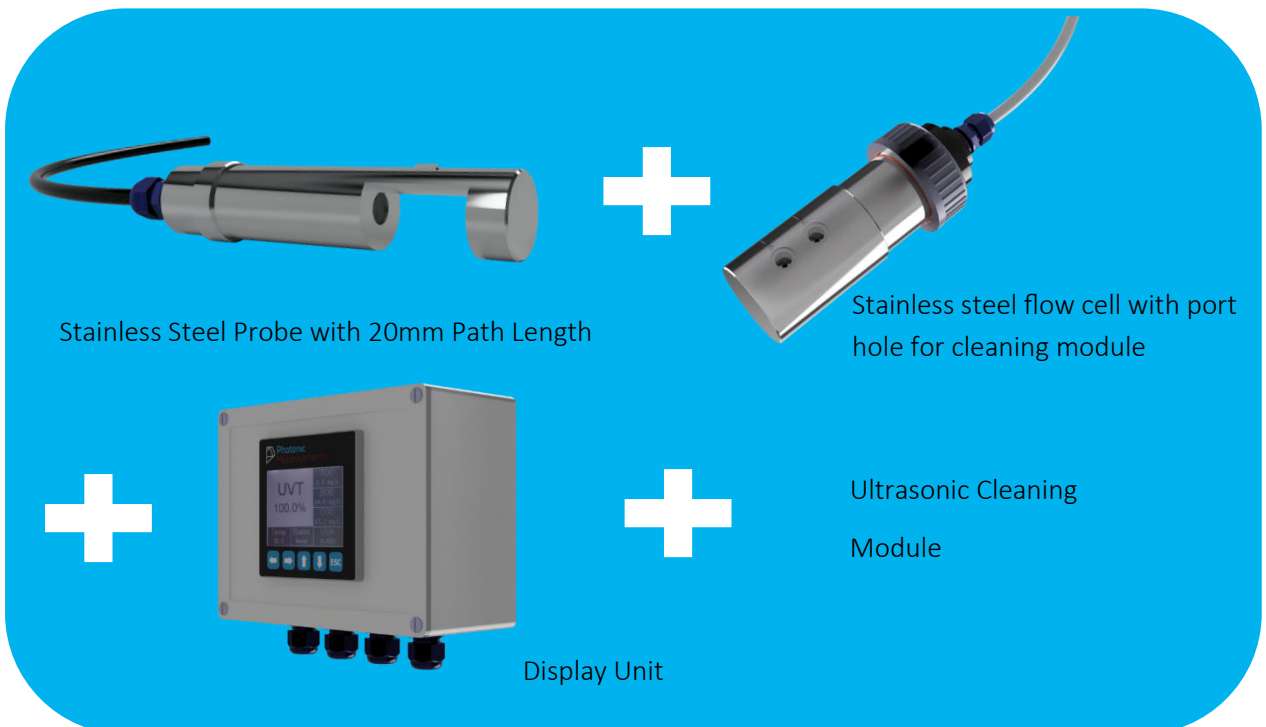 Stainless Steel Probe with 20mm Path Length
Stainless steel flow cell with port
hole for cleaning module
Photonic
Measurements
UVT
100.0%
ESC
Ultrasonic Cleaning
Module
Display Unit